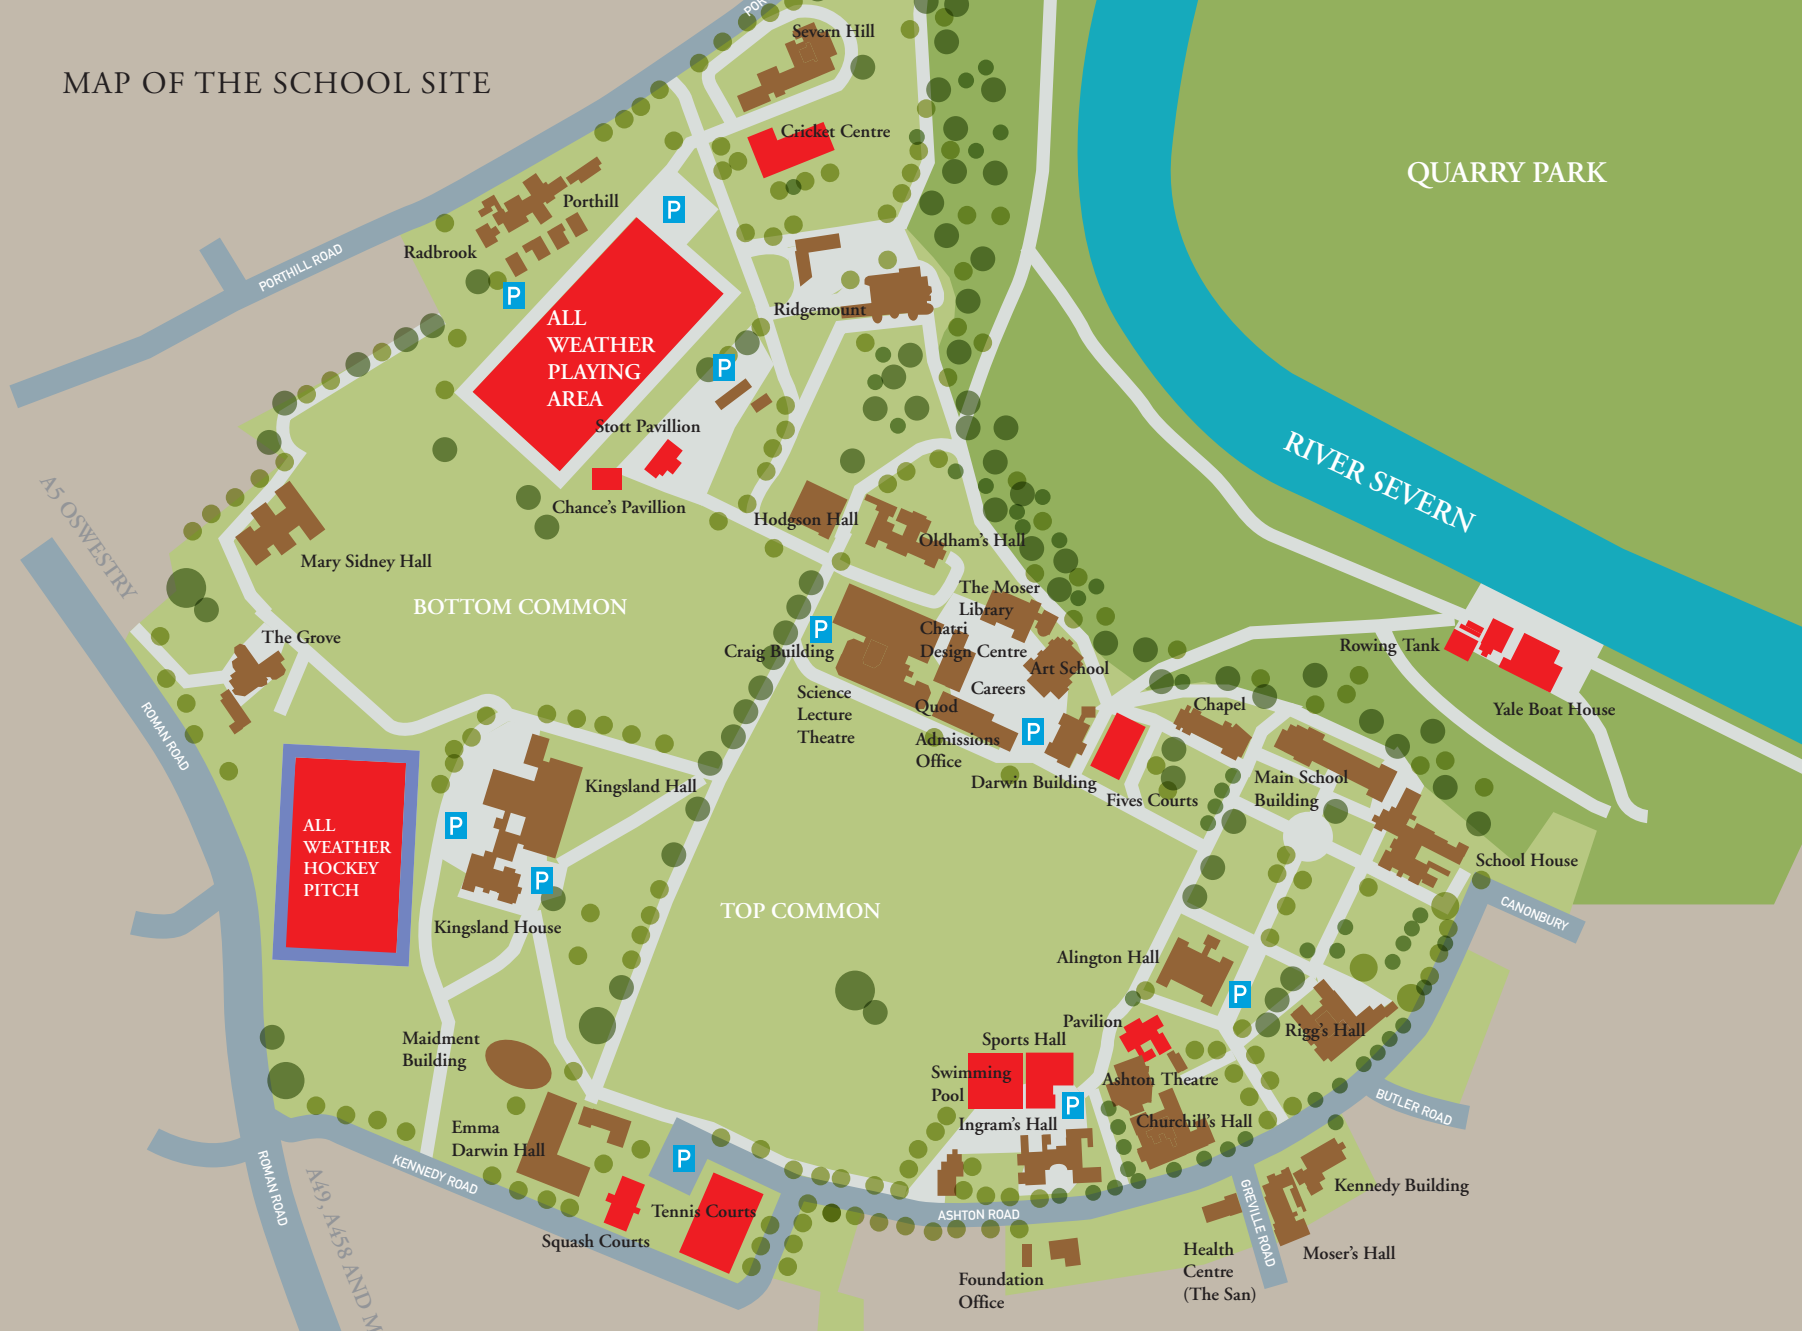 POR
Severn Hill
MAP OF THE SCHOOL SITE
Cricket Centre
QUARRY PARK
Porthill
P
Radbrook
PORTHILL ROAD
P
Ridgemount
ALL
WEATHER
PLAYING
AREA
P
Stott Pavillion
RIVER SEVERN
A5 OSWESTRY
Chance's Pavillion
Hodgson Hall
Oldham's Hall
Mary Sidney Hall
BOTTOM COMMON
The Moser
Library
P
Chatri
Design Centre
The Grove
Craig Building
Rowing Tank
Art School
Careers
Science
Lecture
Theatre
Quod
Chapel
Yale Boat House
ROMAN ROAD
P
Admissions
Office
Darwin Building
Main School
Building
Kingsland Hall
Fives Courts
P
ALL
WEATHER
HOCKEY
PITCH
School House
P
TOP COMMON
CANONBURY
Kingsland House
Alington Hall
P
Pavilion
Rigg's Hall
Maidment
Building
Sports Hall
Swimming
Pool
Ashton Theatre
P
BUTLER ROAD
Ingram's Hall
Churchill's Hall
Emma
Darwin Hall
P
KENNEDY ROAD
ROMAN ROAD
A49, A458 AND M
Kennedy Building
Tennis Courts
ASHTON ROAD
GREVILLE ROAD
Squash Courts
Health
Centre
(The San)
Moser's Hall
Foundation
Office